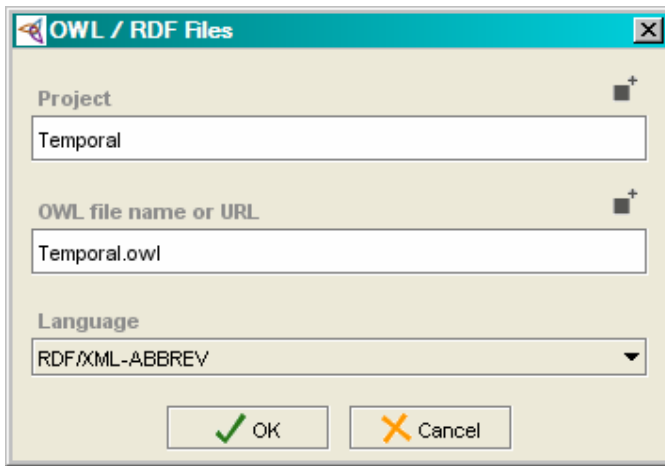 OWL / RDF Files
Project
Temporal
OWL file name or URL
Temporal.owl
Language
RDF/XML-ABBREV
OK
Cancel